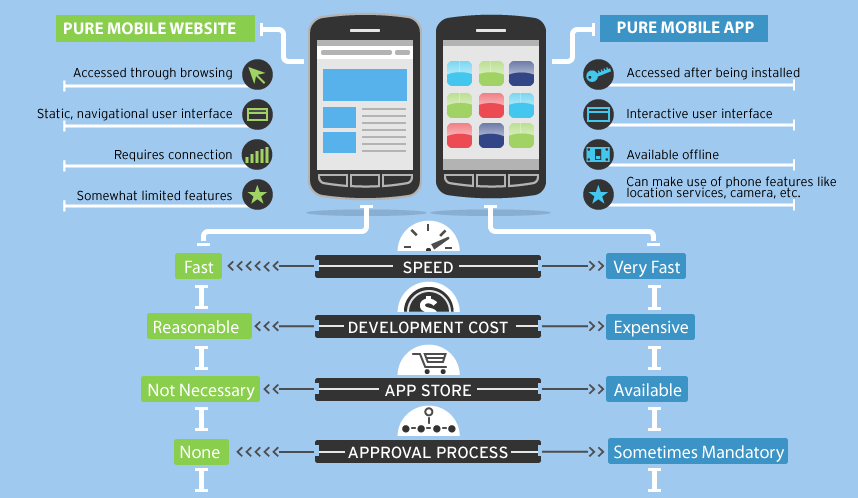 PURE MOBILE WEBSITE
PURE MOBILE APP
Accessed through browsing
Static, navigational user interface
Requires connection
Somewhat limited features
Accessed after being installed
Interactive user interface
Available offline
Can make use of phone features like
location services, camera, etc.
Fast
SPEED
Very Fast
Reasonable
$
DEVELOPMENT COST
Expensive
Not Necessary
APP STORE
Available
None
APPROVAL PROCESS
Sometimes Mandatory